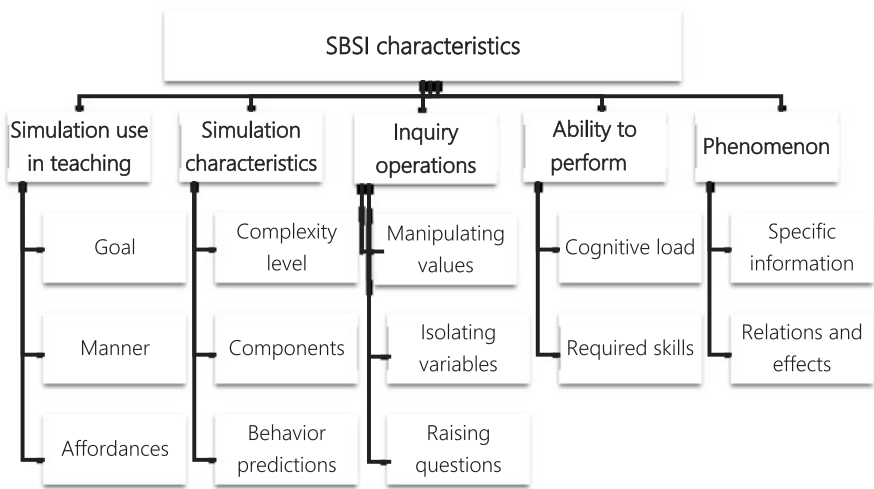 SBSI characteristics
Simulation use
in teaching
Simulation
characteristics
Inquiry
operations
Ability to
perform
Phenomenon
Goal
Manner
Affordances
Complexity
level
Components
Behavior
predictions
Manipulating
values
Isolating
variables
Raising
questions
Cognitive load
Required skills
Specific
information
Relations and
effects